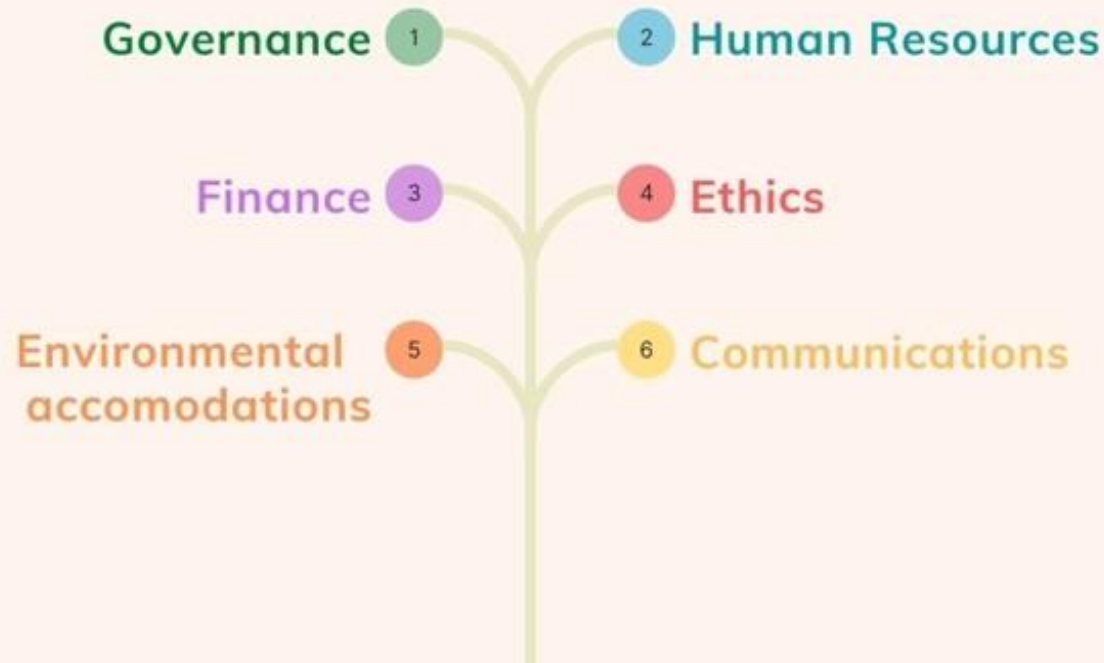 Governance 1
2 Human Resources
Finance 3
4 Ethics
Environmental
accomodations
5
6 Communications